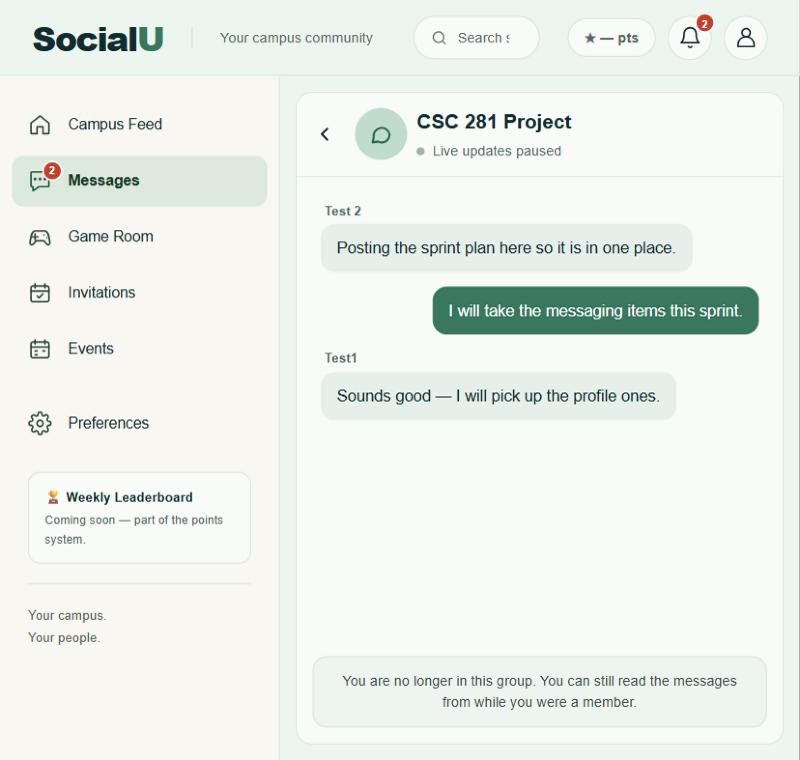 SocialU
Your campus community
Search s
★ — pts
2
Campus Feed
2
Messages
Game Room
Invitations
Events
Preferences
Weekly Leaderboard
Coming soon — part of the points
system.
Your campus.
Your people.
CSC 281 Project
Live updates paused
Test 2
Posting the sprint plan here so it is in one place.
I will take the messaging items this sprint.
Test1
Sounds good — I will pick up the profile ones.
You are no longer in this group. You can still read the messages
from while you were a member.